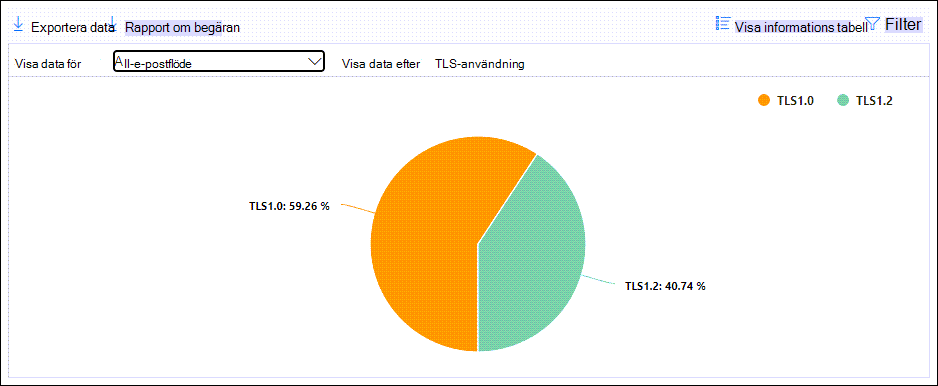 Exportera data Rapport om begäran Visa informations tabell Filter
Visa data för All-e-postflöde Visa data efter TLS-användning
TLS1.0 TLS1.2
TLS1.0: 59.26 %
TLS1.2: 40.74 %